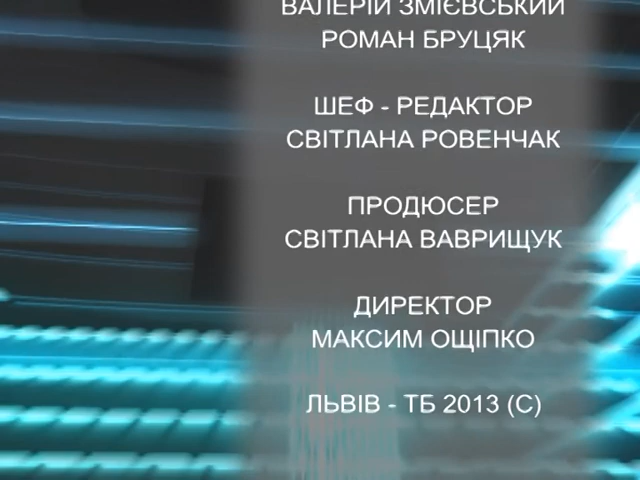 ВАЛЕРІЙ ЗМІЄВСЬКИЙ
РОМАН БРУЦЯК
ШЕФ - РЕДАКТОР
СВІТЛАНА РОВЕНЧАК
ПРОДЮСЕР
СВІТЛАНА ВАВРИЩУК
ДИРЕКТОР
МАКСИМ ОЩІПКО
ЛЬВІВ - ТБ 2013 (С)